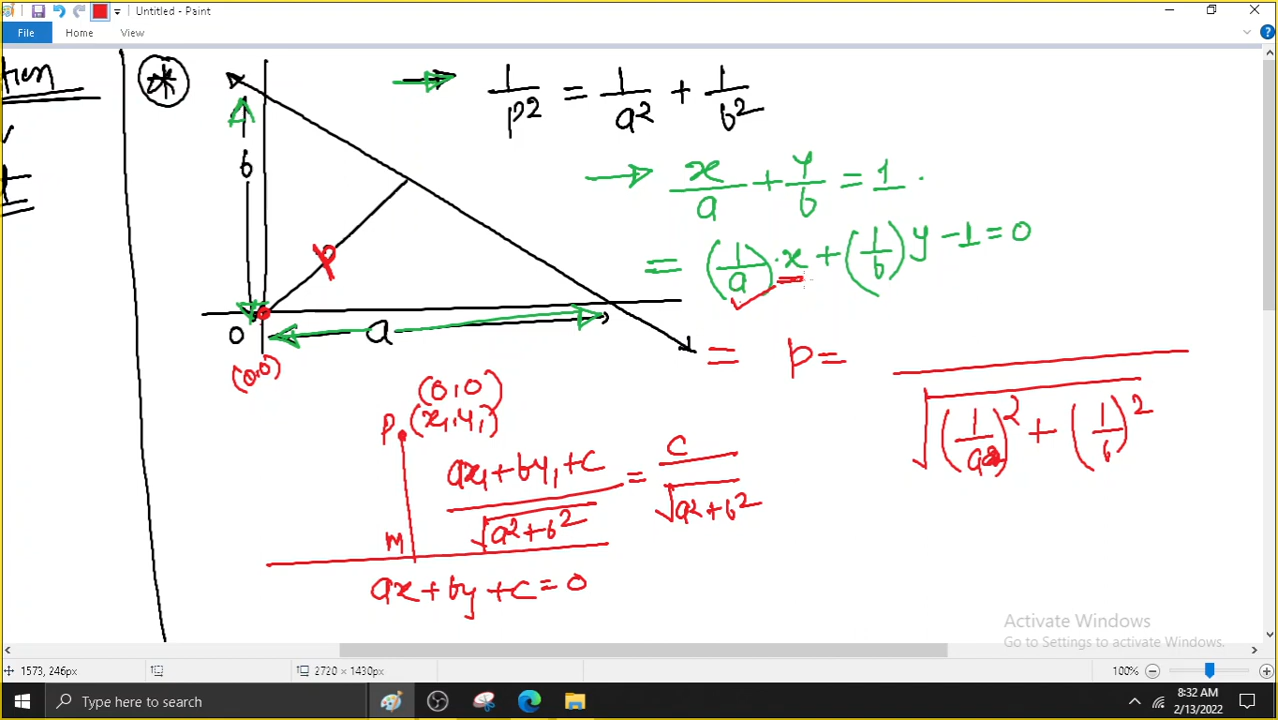 Untitled - Paint
File Home View
tion
* 1/p² = 1/a² + 1/b²
b
x/a + y/b = 1.
= (1/a)·x + (1/b)y - 1 = 0
P
O a
(0,0)
= p =
√((1/a)² + (1/b)²)
(0,0)
P (x₁, y₁)
ax₁ + by₁ + c / √(a² + b²) = c / √(a² + b²)
M
ax + by + c = 0
Activate Windows
Go to Settings to activate Windows.
1573, 246px 2720 × 1430px 100%
Type here to search
8:32 AM
2/13/2022